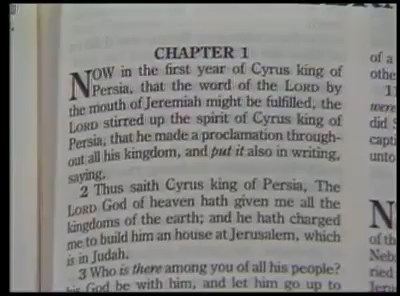 CHAPTER 1
NOW in the first year of Cyrus king of
Persia, that the word of the LORD by
the mouth of Jeremiah might be fulfilled, the
LORD stirred up the spirit of Cyrus king of
Persia, that he made a proclamation through-
out all his kingdom, and put it also in writing,
saying,
2 Thus saith Cyrus king of Persia, The
LORD God of heaven hath given me all the
kingdoms of the earth; and he hath charged
me to build him an house at Jerusalem, which
is in Judah.
3 Who is there among you of all his people?
his God be with him, and let him go up to
of a
othe
11
were
did S
capti
unto
N
of th
Neb
ried
Jeru